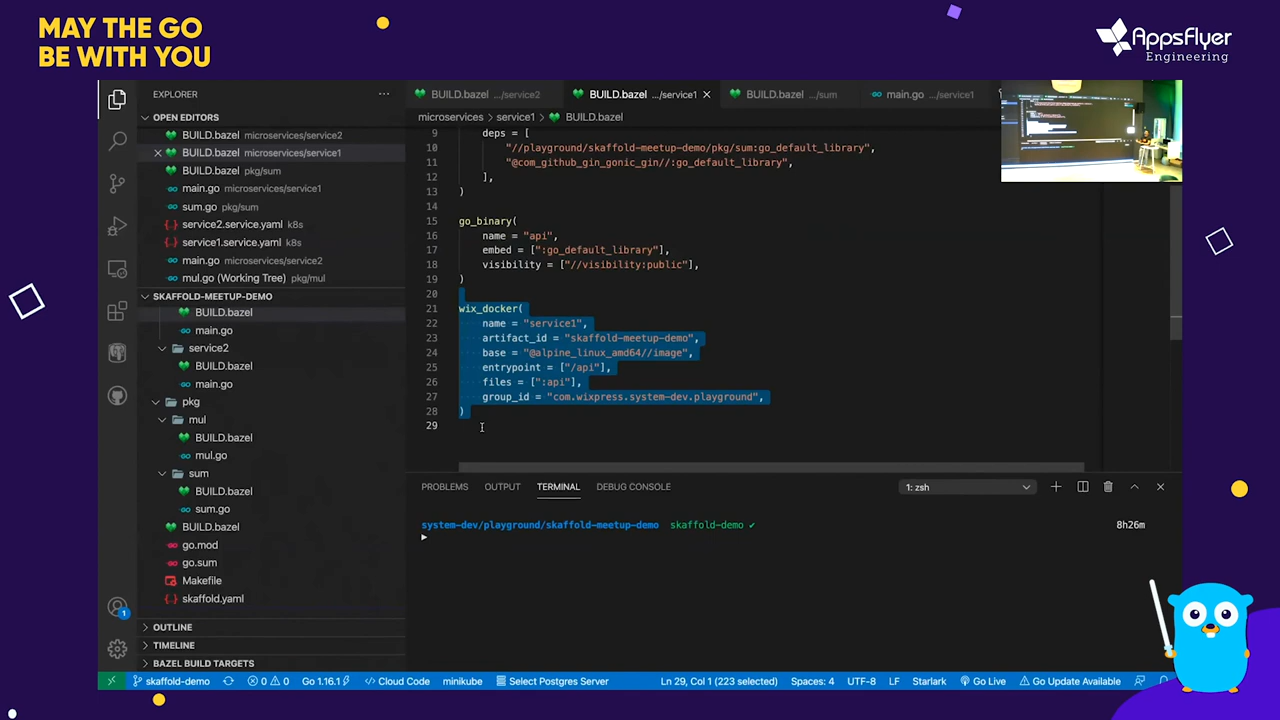 MAY THE GO
BE WITH YOU
AppsFlyer
Engineering
EXPLORER
OPEN EDITORS
BUILD.bazel microservices/service2
BUILD.bazel microservices/service1
BUILD.bazel pkg/sum
main.go microservices/service1
sum.go pkg/sum
service2.service.yaml k8s
service1.service.yaml k8s
main.go microservices/service2
mul.go (Working Tree) pkg/mul
SKAFFOLD-MEETUP-DEMO
BUILD.bazel
main.go
service2
BUILD.bazel
main.go
pkg
mul
BUILD.bazel
mul.go
sum
BUILD.bazel
sum.go
BUILD.bazel
go.mod
go.sum
Makefile
skaffold.yaml
OUTLINE
TIMELINE
BAZEL BUILD TARGETS
BUILD.bazel .../service2
BUILD.bazel .../service1
BUILD.bazel .../sum
main.go .../service1
microservices > service1 > BUILD.bazel
9 deps = [
10 "//playground/skaffold-meetup-demo/pkg/sum:go_default_library",
11 "@com_github_gin_gonic_gin//:go_default_library",
12 ],
13 )
14
15 go_binary(
16 name = "api",
17 embed = [":go_default_library"],
18 visibility = ["//visibility:public"],
19 )
20
21 wix_docker(
22 name = "service1",
23 artifact_id = "skaffold-meetup-demo",
24 base = "@alpine_linux_amd64//image",
25 entrypoint = ["/api"],
26 files = [":api"],
27 group_id = "com.wixpress.system-dev.playground",
28 )
29
PROBLEMS OUTPUT TERMINAL DEBUG CONSOLE
1: zsh
system-dev/playground/skaffold-meetup-demo skaffold-demo ✓ 8h26m
1
skaffold-demo 0 0 Go 1.16.1 Cloud Code minikube Select Postgres Server Ln 29, Col 1 (223 selected) Spaces: 4 UTF-8 LF Starlark Go Live Go Update Available